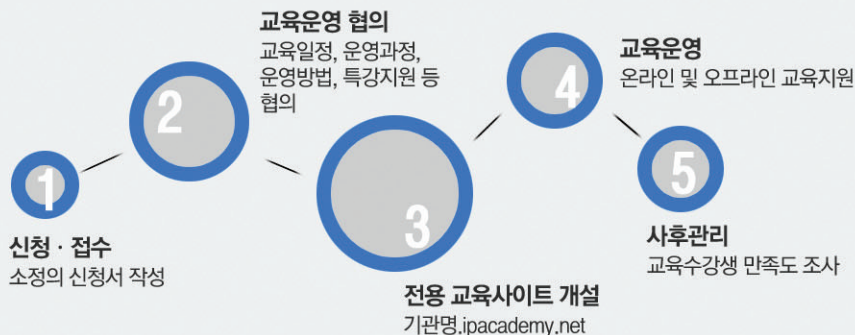 1
신청 · 접수
소정의 신청서 작성
2
교육운영 협의
교육일정, 운영과정,
운영방법, 특강지원 등
협의
3
전용 교육사이트 개설
기관명.ipacademy.net
4
교육운영
온라인 및 오프라인 교육지원
5
사후관리
교육수강생 만족도 조사